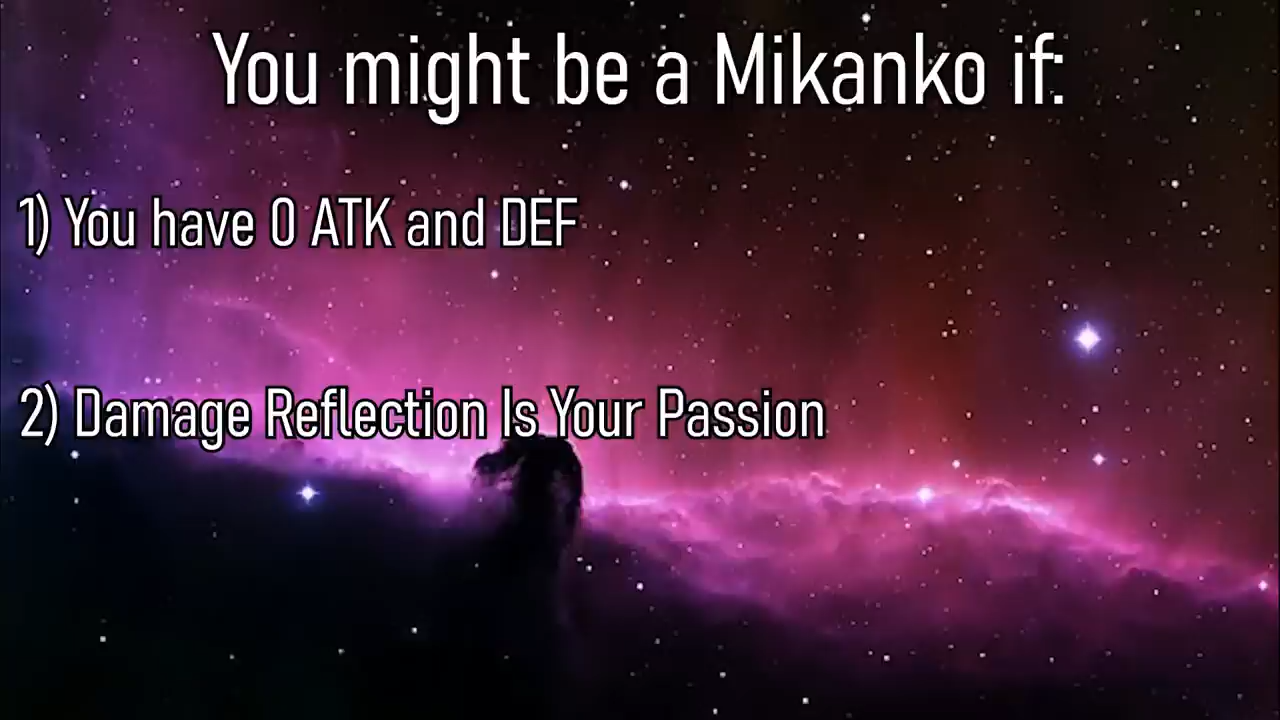 You might be a Mikanko if:
1) You have 0 ATK and DEF
2) Damage Reflection Is Your Passion